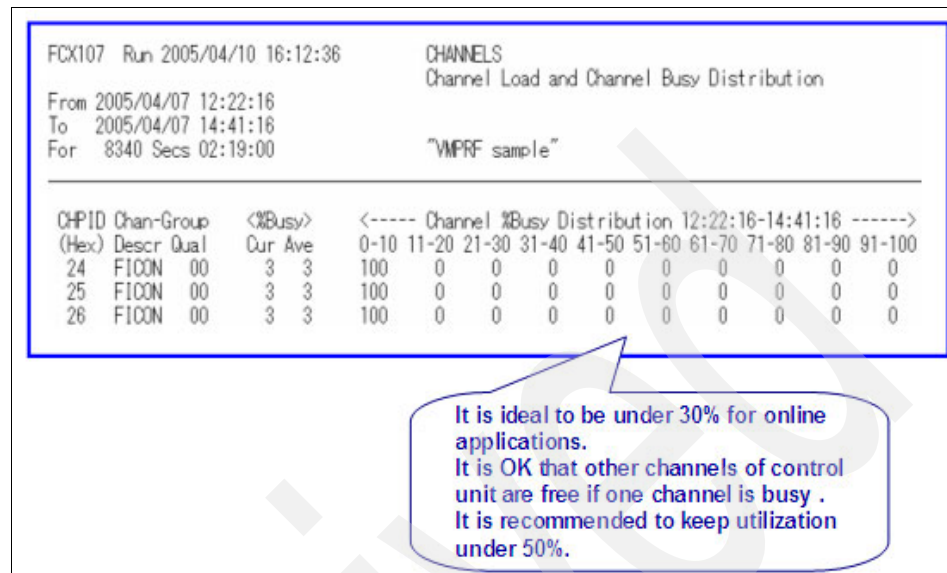 FCX107 Run 2005/04/10 16:12:36 CHANNELS
Channel Load and Channel Busy Distribution
From 2005/04/07 12:22:16
To 2005/04/07 14:41:16
For 8340 Secs 02:19:00 "VMPRF sample"
CHPID Chan-Group <%Busy> <----- Channel %Busy Distribution 12:22:16-14:41:16 ------>
(Hex) Descr Qual Cur Ave 0-10 11-20 21-30 31-40 41-50 51-60 61-70 71-80 81-90 91-100
24 FICON 00 3 3 100 0 0 0 0 0 0 0 0 0
25 FICON 00 3 3 100 0 0 0 0 0 0 0 0 0
26 FICON 00 3 3 100 0 0 0 0 0 0 0 0 0
It is ideal to be under 30% for online
applications.
It is OK that other channels of control
unit are free if one channel is busy .
It is recommended to keep utilization
under 50%.